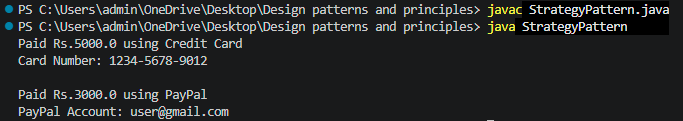 PS C:\Users\admin\OneDrive\Desktop\Design patterns and principles> javac StrategyPattern.java
PS C:\Users\admin\OneDrive\Desktop\Design patterns and principles> java StrategyPattern
Paid Rs.5000.0 using Credit Card
Card Number: 1234-5678-9012
Paid Rs.3000.0 using PayPal
PayPal Account: user@gmail.com